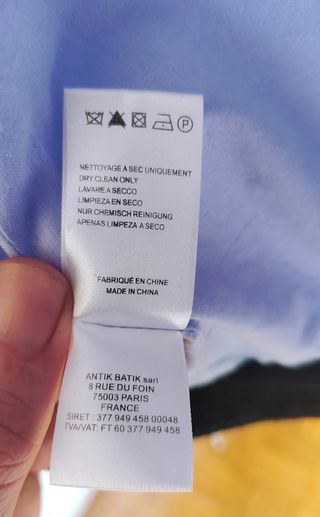 P
NETTOYAGE A SEC UNIQUEMENT
DRY CLEAN ONLY
LAVARE A SECCO
LIMPIEZA EN SECO
NUR CHEMISCH REINIGUNG
APENAS LIMPEZA A SECO
FABRIQUÉ EN CHINE
MADE IN CHINA
ANTIK BATIK sarl
8 RUE DU FOIN
75003 PARIS
FRANCE
SIRET : 377 949 458 00048
TVA/VAT: FT 60 377 949 458